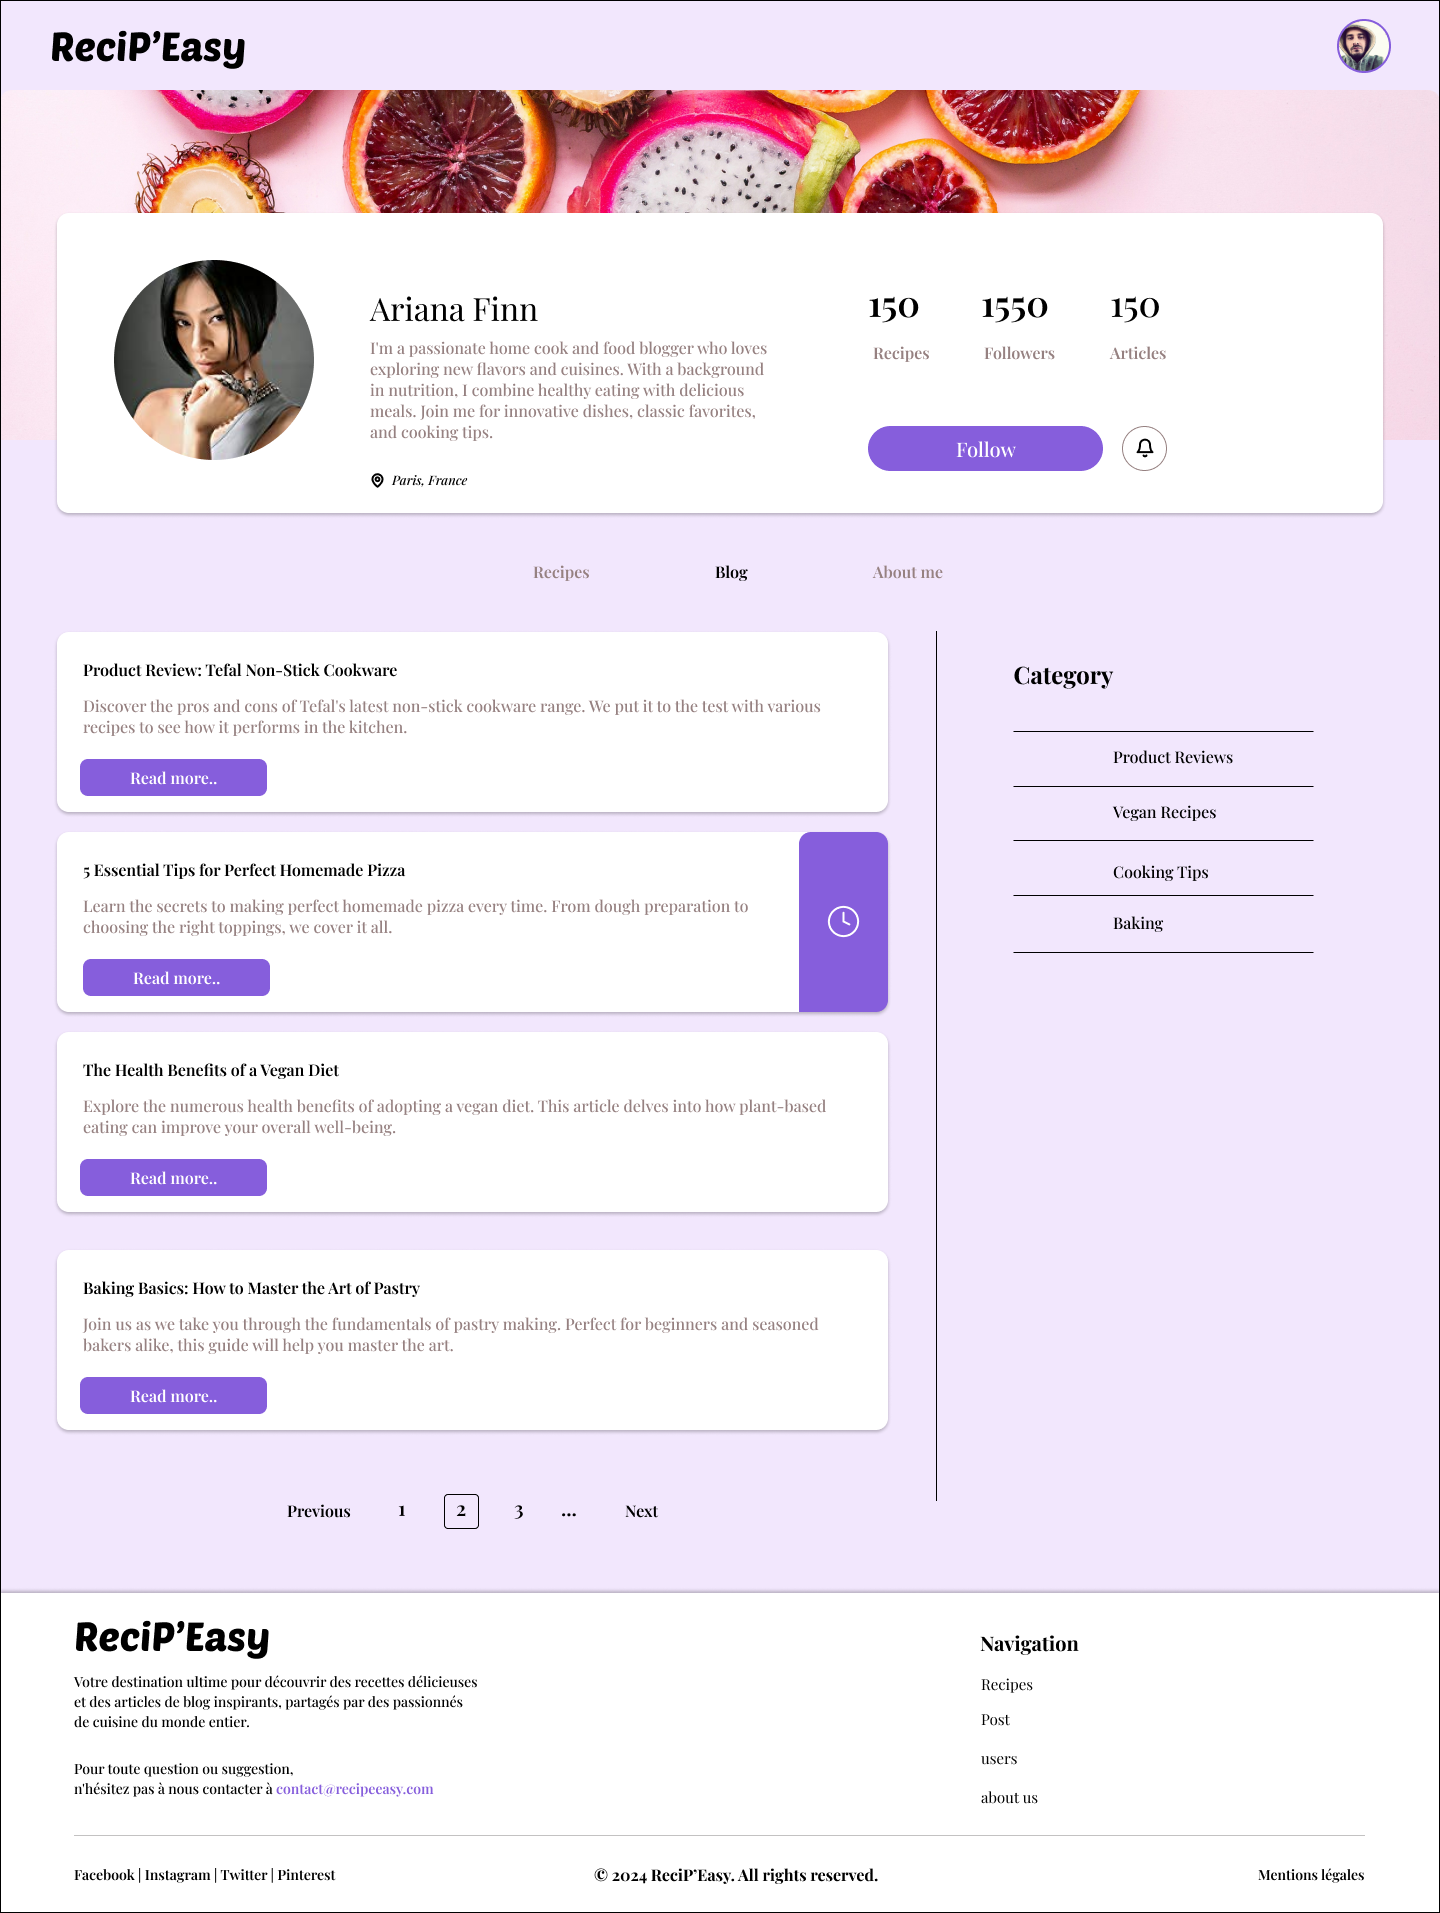 ReciP’Easy
Ariana Finn
I'm a passionate home cook and food blogger who loves
exploring new flavors and cuisines. With a background
in nutrition, I combine healthy eating with delicious
meals. Join me for innovative dishes, classic favorites,
and cooking tips.
Paris, France
150 1550 150
Recipes Followers Articles
Follow
Recipes Blog About me
Product Review: Tefal Non-Stick Cookware
Discover the pros and cons of Tefal's latest non-stick cookware range. We put it to the test with various
recipes to see how it performs in the kitchen.
Read more..
5 Essential Tips for Perfect Homemade Pizza
Learn the secrets to making perfect homemade pizza every time. From dough preparation to
choosing the right toppings, we cover it all.
Read more..
The Health Benefits of a Vegan Diet
Explore the numerous health benefits of adopting a vegan diet. This article delves into how plant-based
eating can improve your overall well-being.
Read more..
Baking Basics: How to Master the Art of Pastry
Join us as we take you through the fundamentals of pastry making. Perfect for beginners and seasoned
bakers alike, this guide will help you master the art.
Read more..
Previous 1 2 3 ... Next
Category
Product Reviews
Vegan Recipes
Cooking Tips
Baking
ReciP’Easy
Votre destination ultime pour découvrir des recettes délicieuses
et des articles de blog inspirants, partagés par des passionnés
de cuisine du monde entier.
Pour toute question ou suggestion,
n'hésitez pas à nous contacter à contact@recipeeasy.com
Navigation
Recipes
Post
users
about us
Facebook | Instagram | Twitter | Pinterest
© 2024 ReciP’Easy. All rights reserved.
Mentions légales